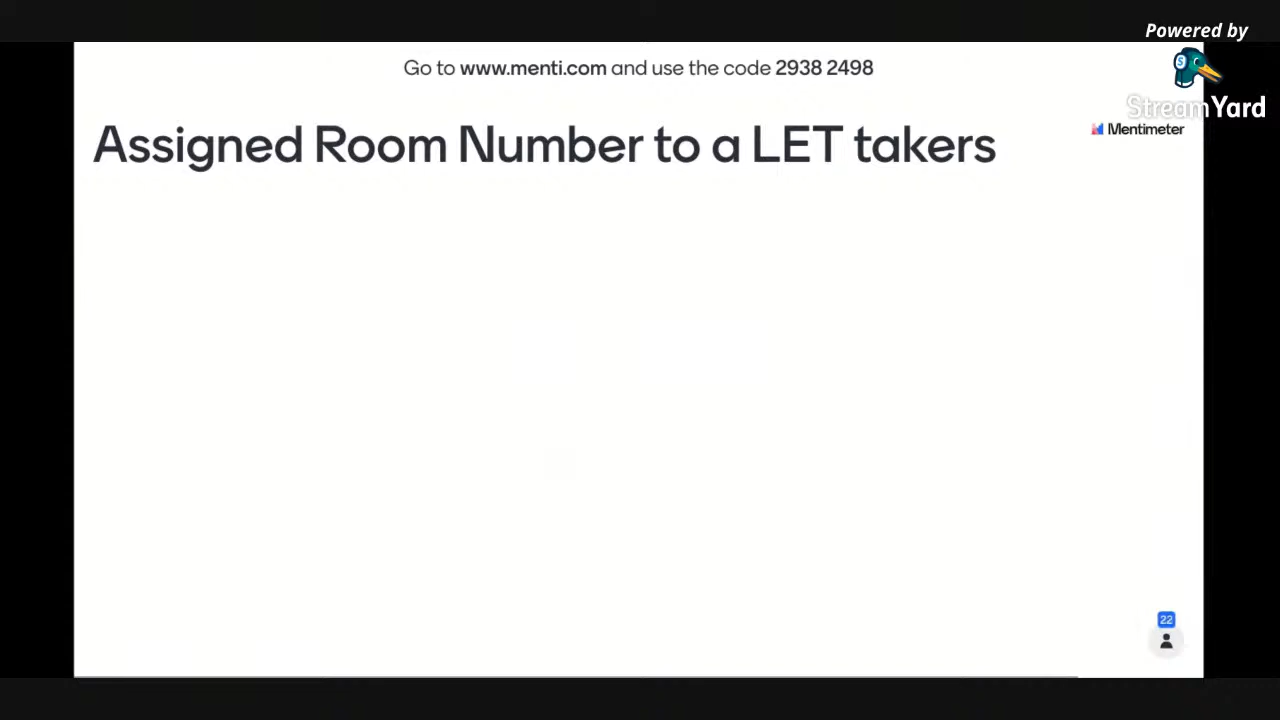 Powered by
Go to www.menti.com and use the code 2938 2498
StreamYard
Mentimeter
Assigned Room Number to a LET takers
22